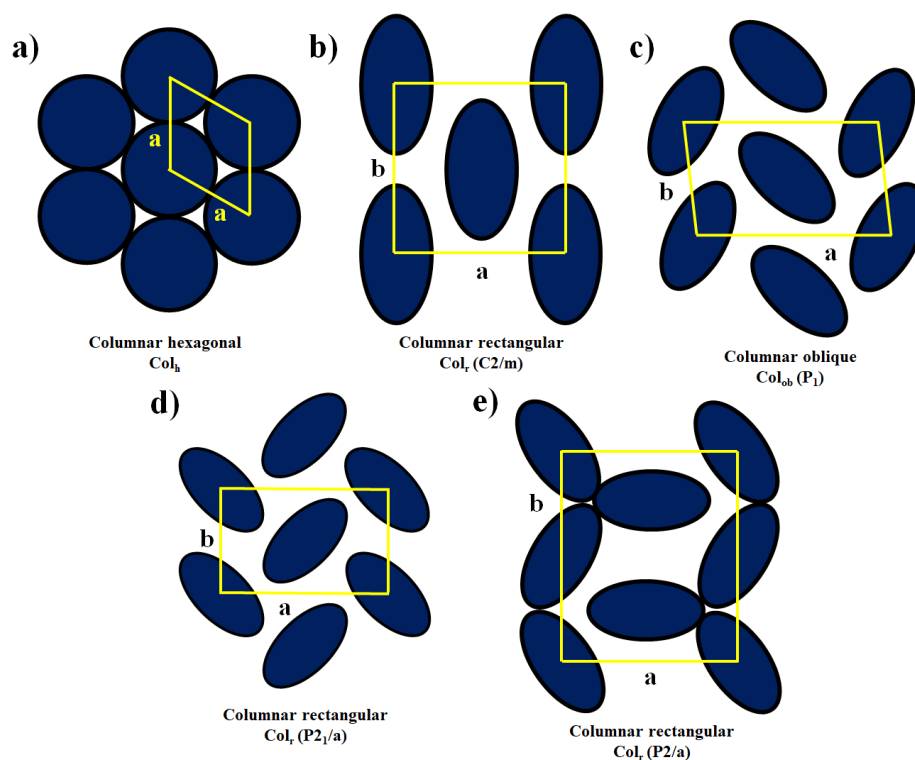 a)
b)
c)
a
a
b
a
b
a
Columnar hexagonal
Colₕ
Columnar rectangular
Colᵣ (C2/m)
Columnar oblique
Colₒb (P₁)
d)
e)
b
a
b
a
Columnar rectangular
Colᵣ (P2₁/a)
Columnar rectangular
Colᵣ (P2/a)